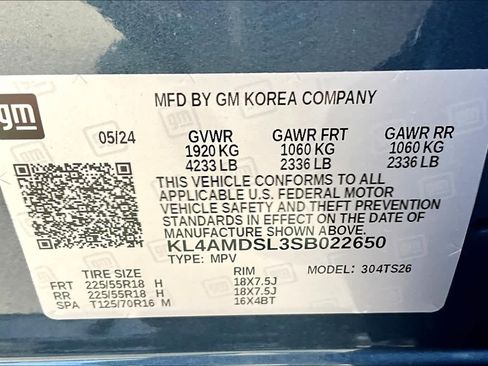 gm
MFD BY GM KOREA COMPANY
05/24 GVWR GAWR FRT GAWR RR
1920 KG 1060 KG 1060 KG
4233 LB 2336 LB 2336 LB
THIS VEHICLE CONFORMS TO ALL
APPLICABLE U.S. FEDERAL MOTOR
VEHICLE SAFETY AND THEFT PREVENTION
STANDARDS IN EFFECT ON THE DATE OF
MANUFACTURE SHOWN ABOVE.
KL4AMDSL3SB022650
TYPE: MPV MODEL: 304TS26
TIRE SIZE RIM
FRT 225/55R18 H 18X7.5J
RR 225/55R18 H 18X7.5J
SPA T125/70R16 M 16X4BT